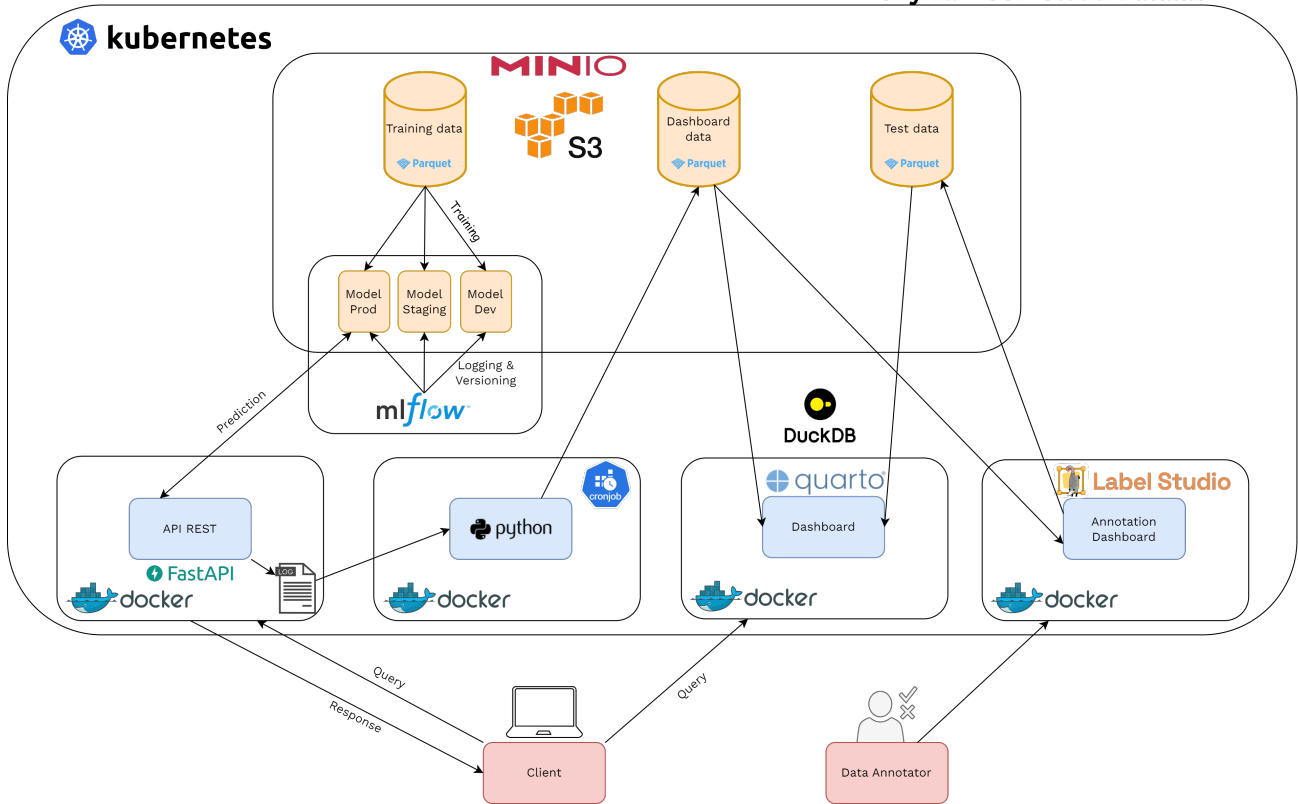 kubernetes
MINIO
S3
Training data
Parquet
Dashboard
data
Parquet
Test data
Parquet
Training
Model
Prod
Model
Staging
Model
Dev
Logging &
Versioning
mlflow
Prediction
DuckDB
API REST
FastAPI
LOG
docker
python
cronjob
docker
quarto
Dashboard
docker
Label Studio
Annotation
Dashboard
docker
Query
Response
Query
Client
Data Annotator